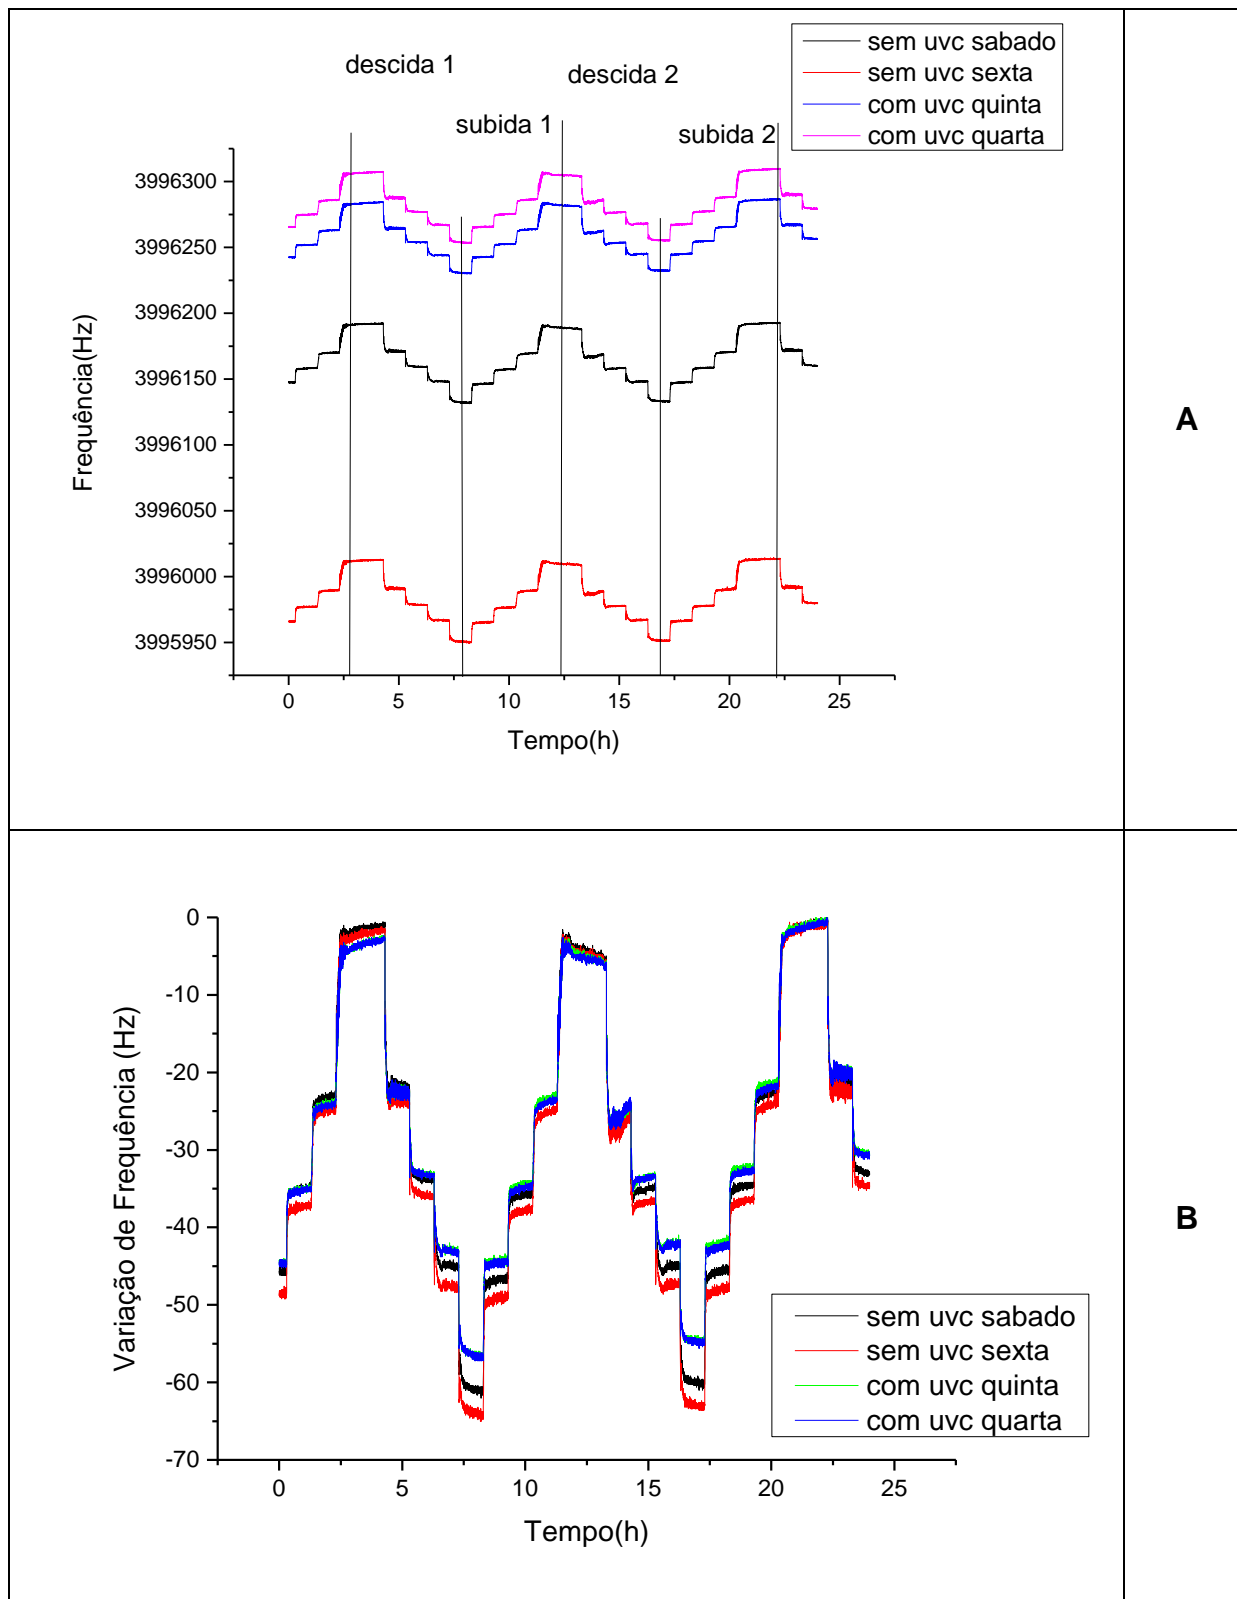 descida 1
descida 2
subida 1
subida 2
sem uvc sabado
sem uvc sexta
com uvc quinta
com uvc quarta
3996300
3996250
3996200
3996150
3996100
3996050
3996000
3995950
Frequência(Hz)
0 5 10 15 20 25
Tempo(h)
A
0
-10
-20
-30
-40
-50
-60
-70
Variação de Frequência (Hz)
sem uvc sabado
sem uvc sexta
com uvc quinta
com uvc quarta
0 5 10 15 20 25
Tempo(h)
B